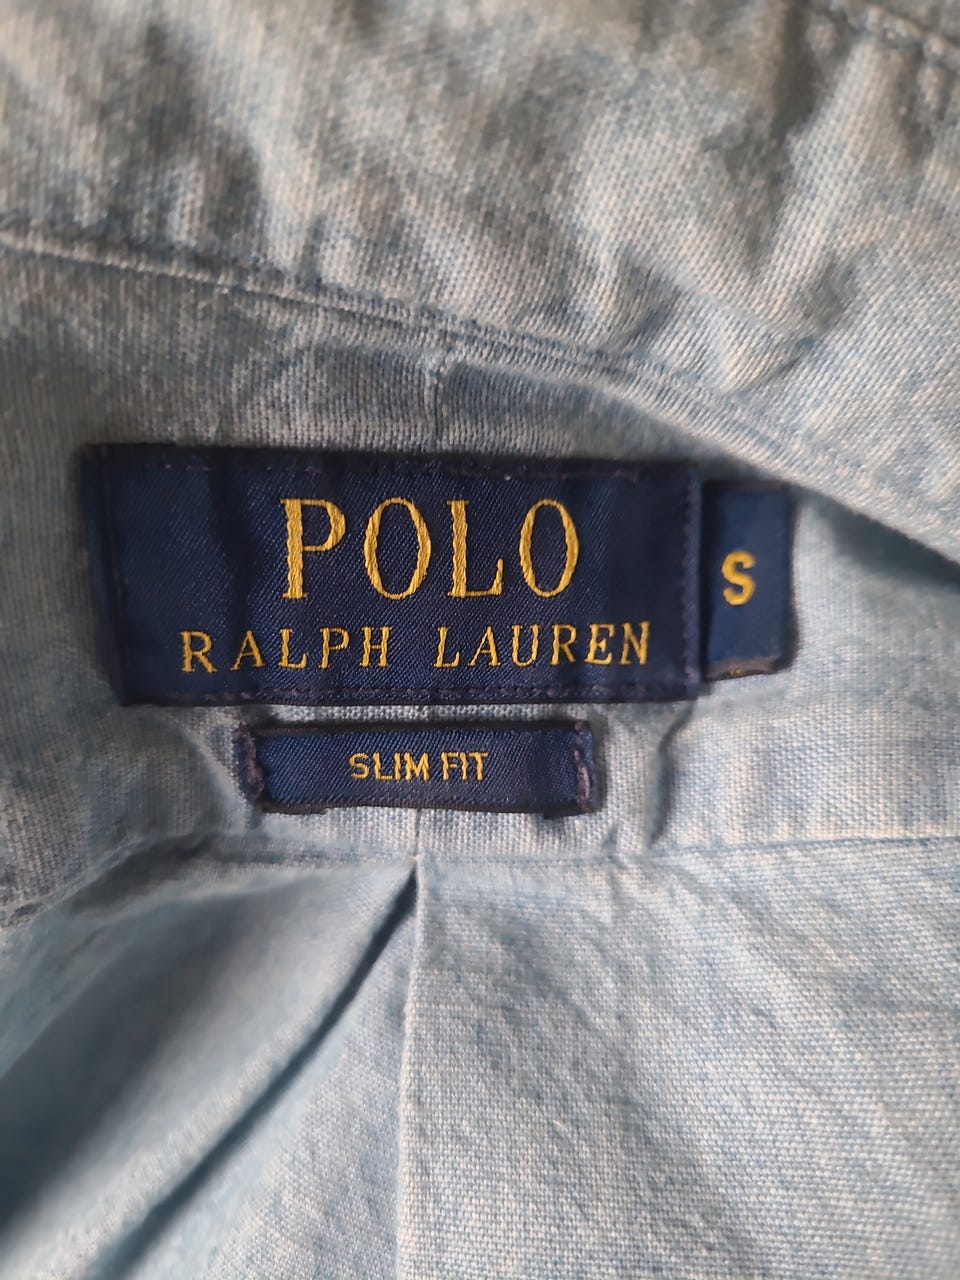 POLO
RALPH LAUREN
S
SLIM FIT